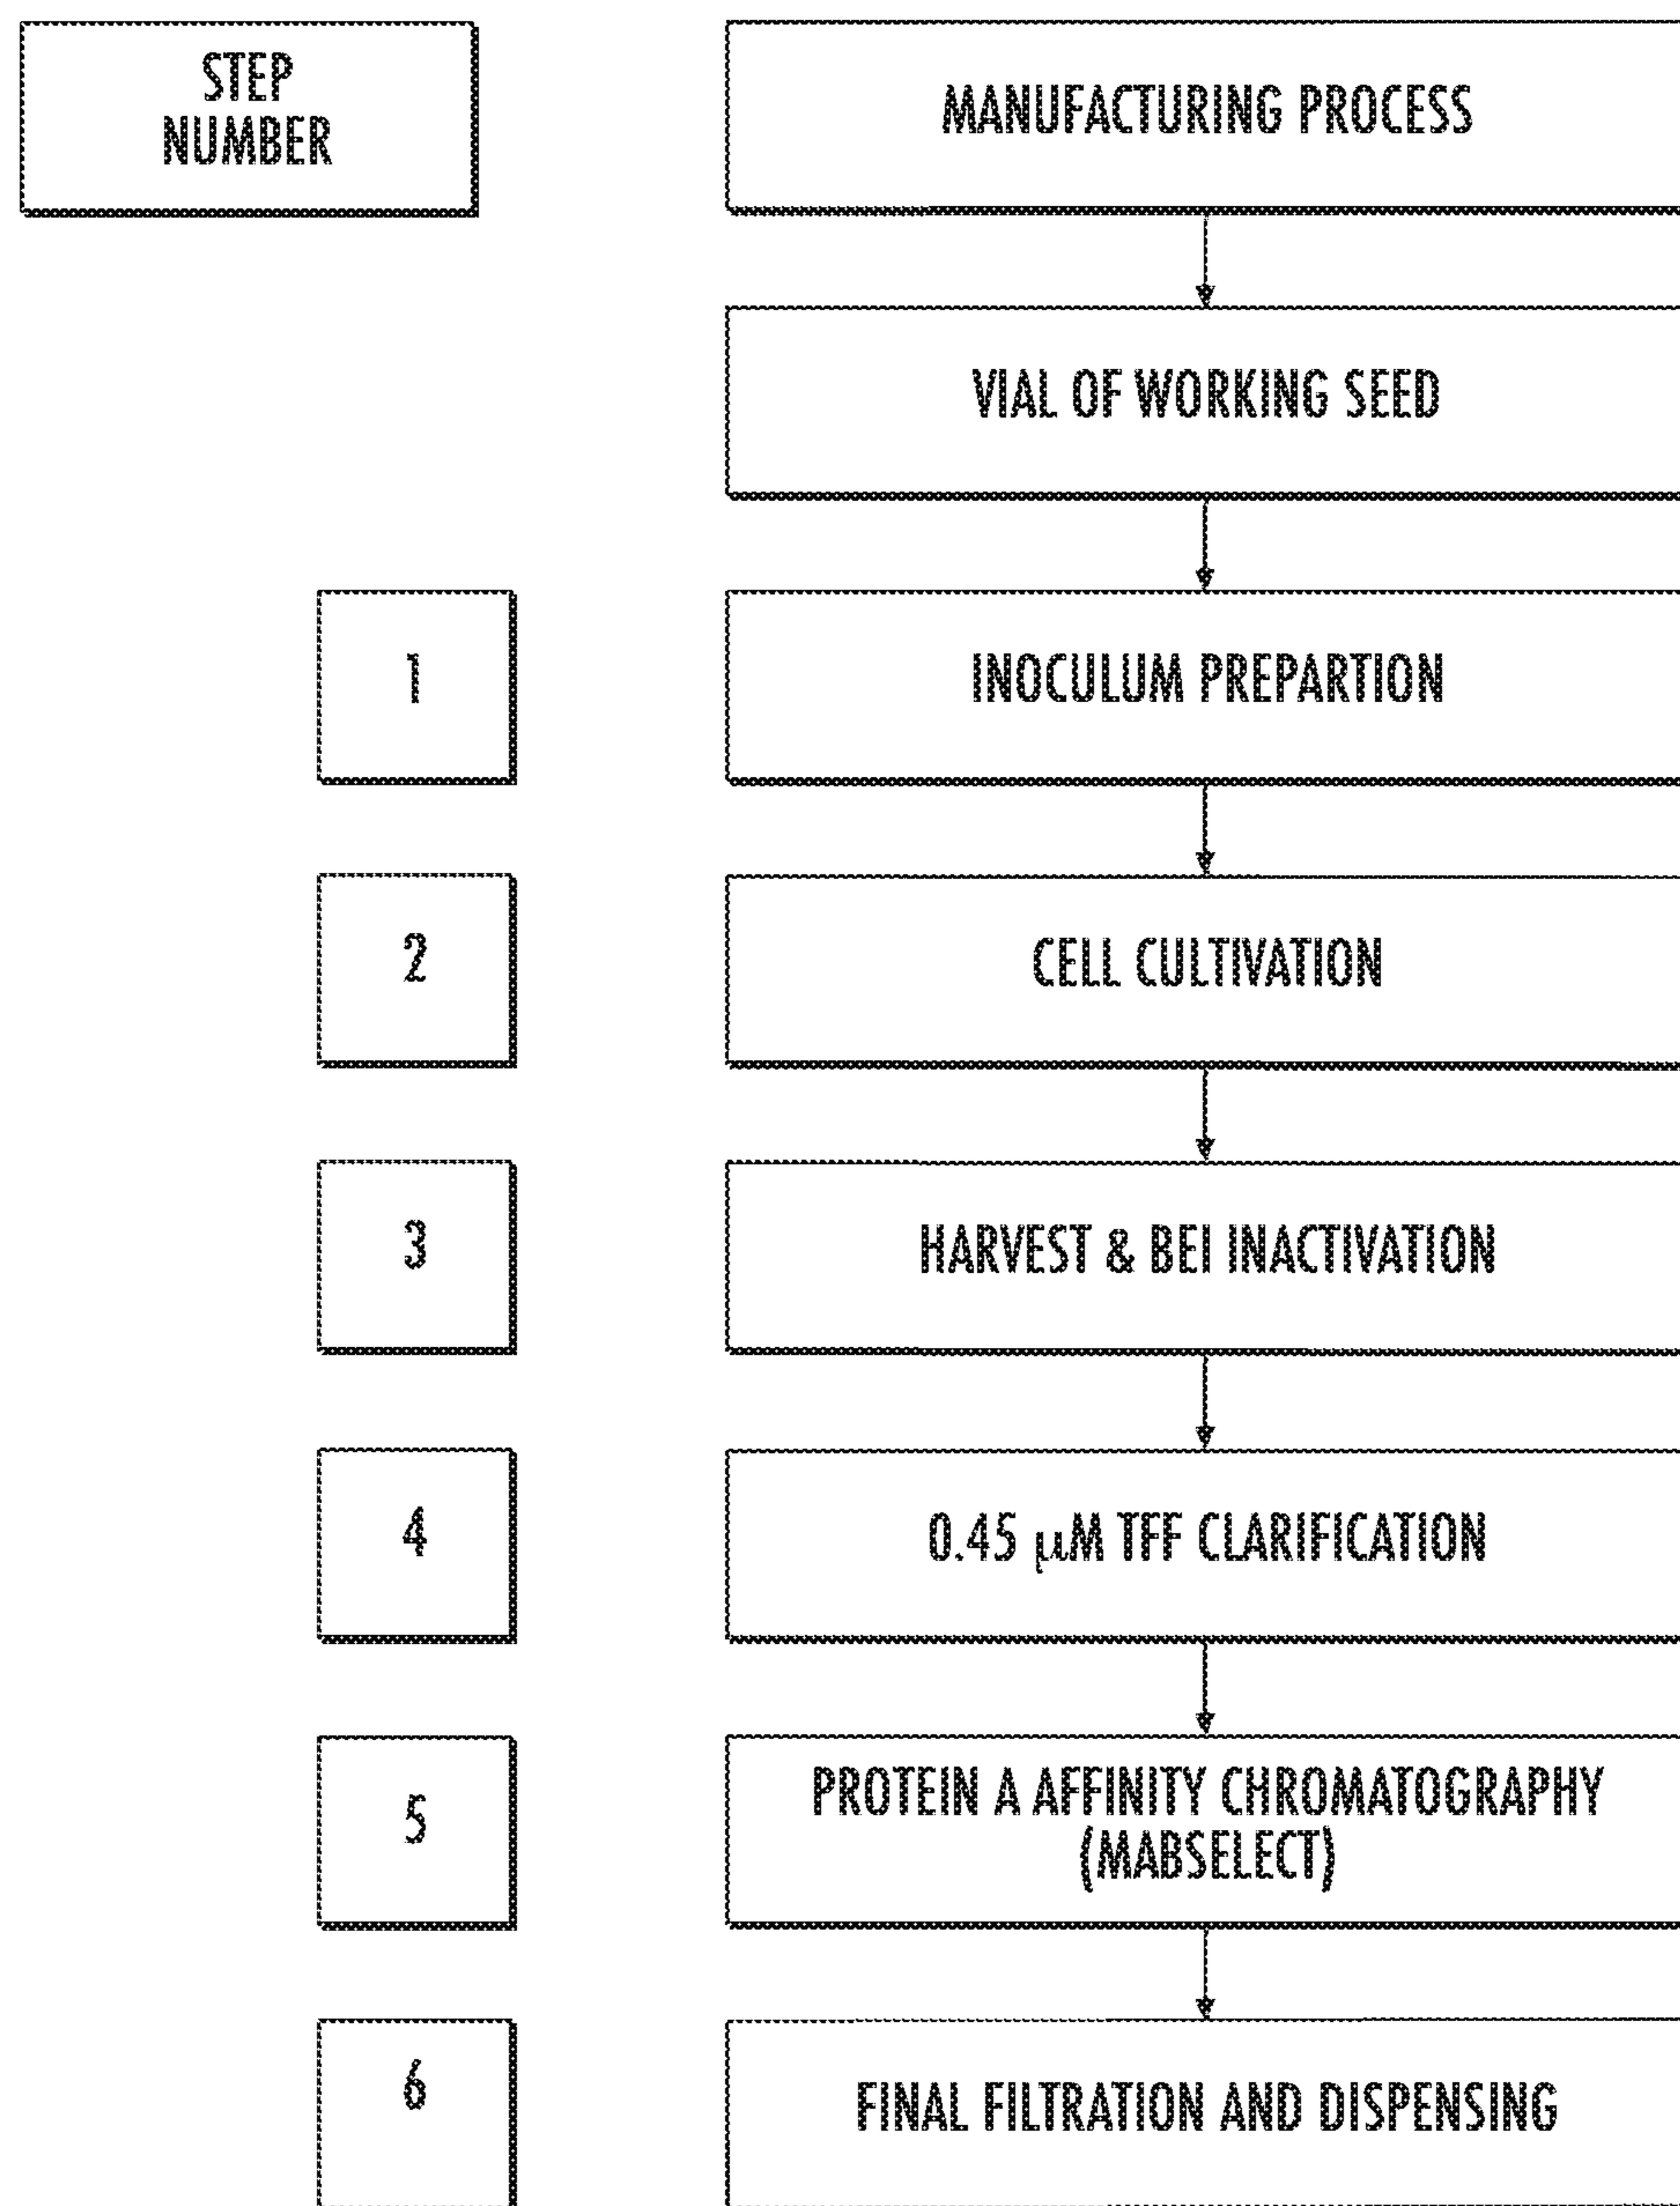 STEP
NUMBER
MANUFACTURING PROCESS
VIAL OF WORKING SEED
1
INOCULUM PREPARTION
2
CELL CULTIVATION
3
HARVEST & BEI INACTIVATION
4
0.45 μM TFF CLARIFICATION
5
PROTEIN A AFFINITY CHROMATOGRAPHY
(MABSELECT)
6
FINAL FILTRATION AND DISPENSING